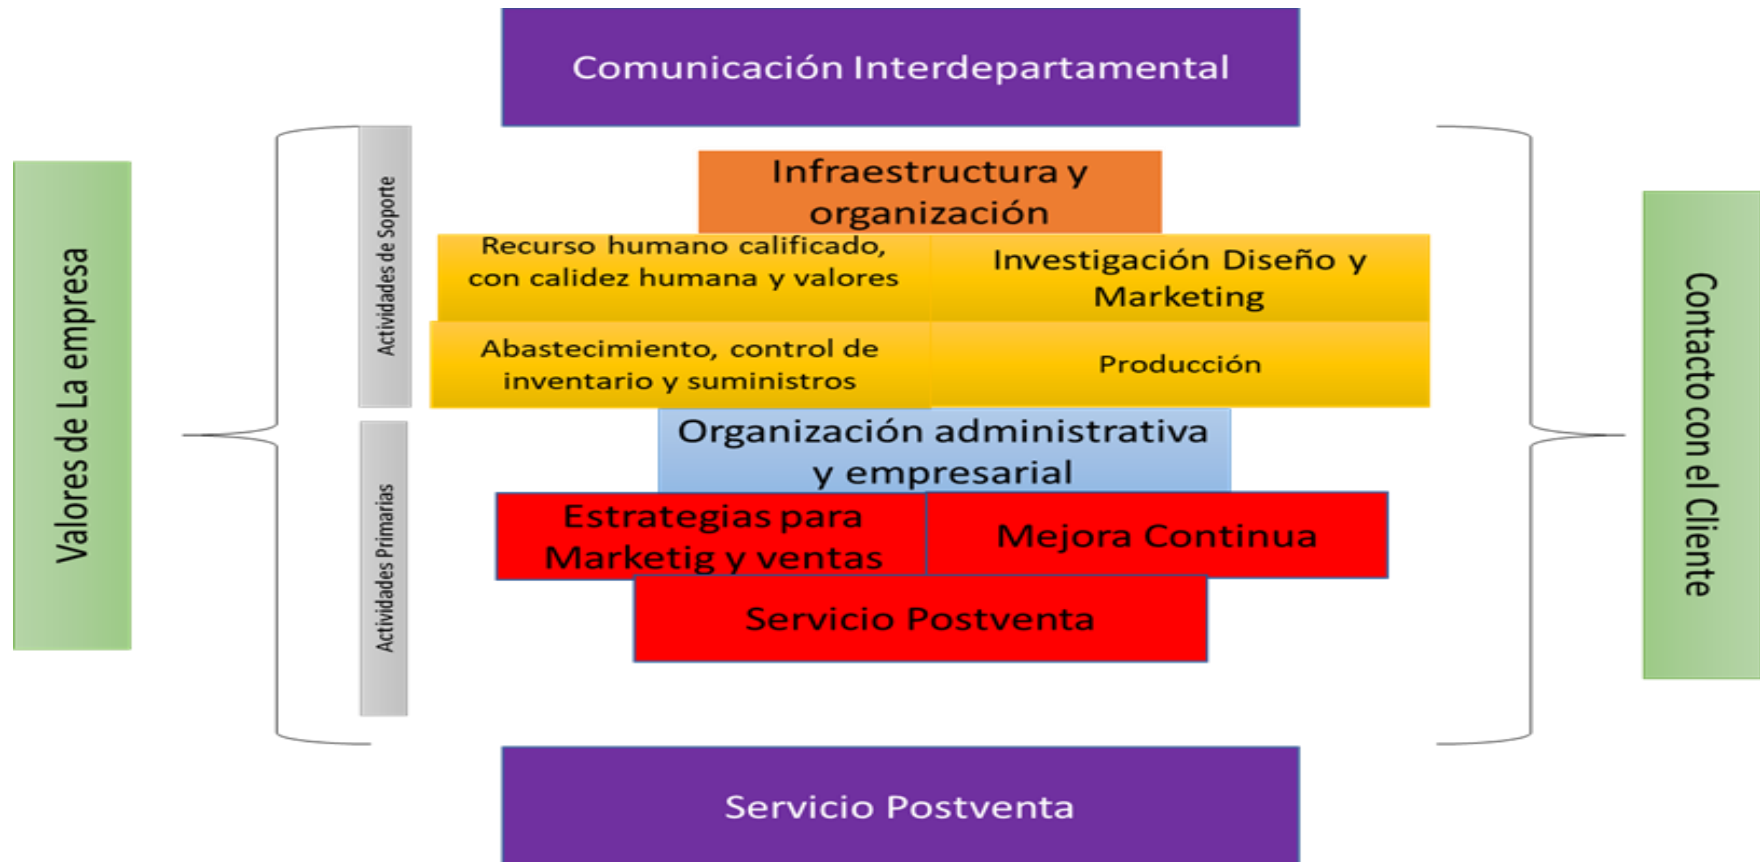 Comunicación Interdepartamental
Valores de La empresa
Actividades de Soporte
Infraestructura y
organización
Recurso humano calificado,
con calidez humana y valores
Investigación Diseño y
Marketing
Abastecimiento, control de
inventario y suministros
Producción
Actividades Primarias
Organización administrativa
y empresarial
Estrategias para
Marketig y ventas
Mejora Continua
Servicio Postventa
Contacto con el Cliente
Servicio Postventa